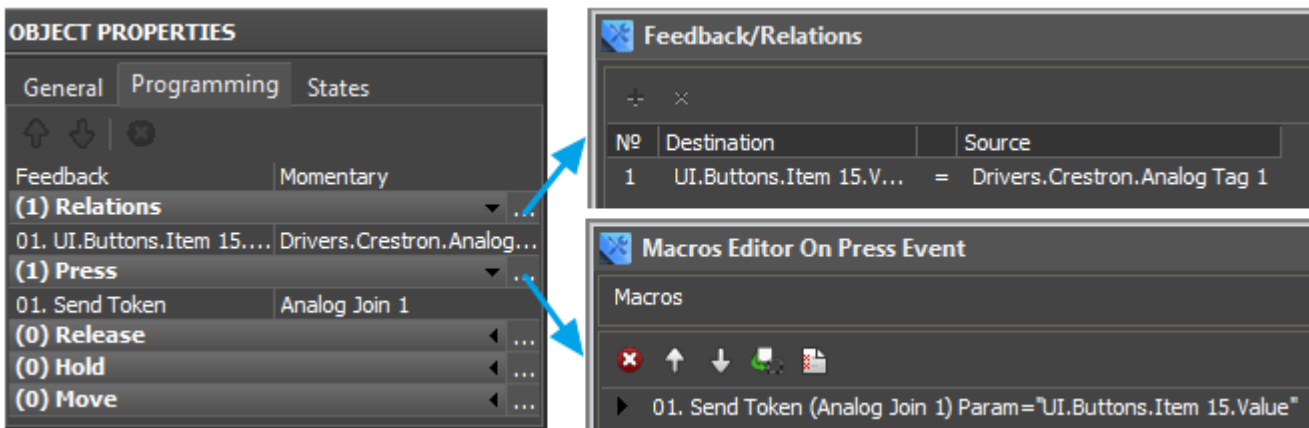 OBJECT PROPERTIES
General Programming States
Feedback Momentary
(1) Relations ...
01. UI.Buttons.Item 15.... Drivers.Crestron.Analog...
(1) Press ...
01. Send Token Analog Join 1
(0) Release ...
(0) Hold ...
(0) Move ...
Feedback/Relations
Nº Destination Source
1 UI.Buttons.Item 15.V... = Drivers.Crestron.Analog Tag 1
Macros Editor On Press Event
Macros
01. Send Token (Analog Join 1) Param="UI.Buttons.Item 15.Value"